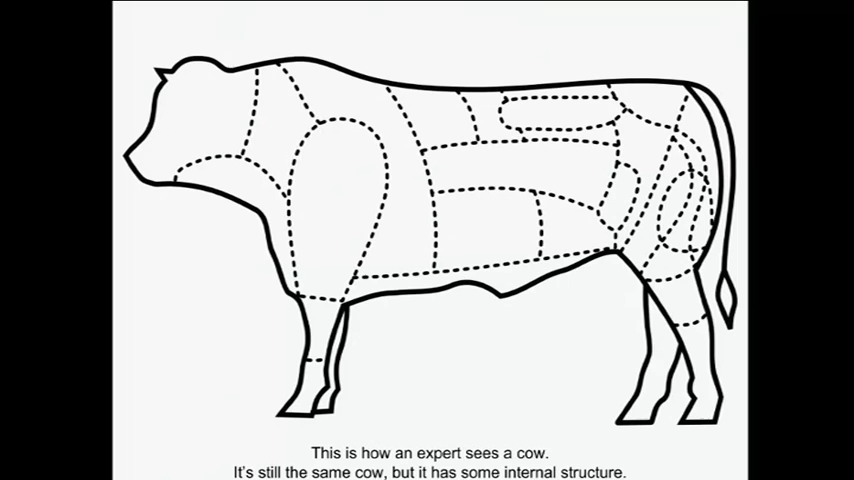 This is how an expert sees a cow.
It's still the same cow, but it has some internal structure.